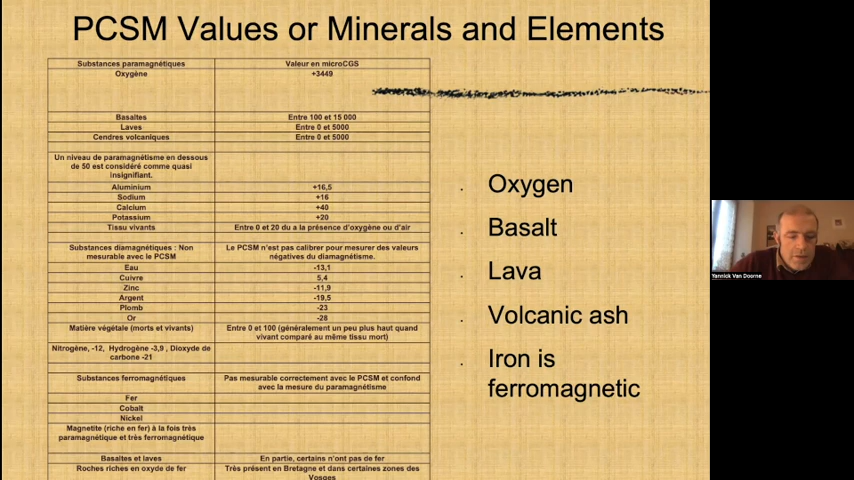 PCSM Values or Minerals and Elements
Substances paramagnétiques Valeur en microCGS
Oxygène +3449
Basaltes Entre 100 et 15 000
Laves Entre 0 et 5000
Cendres volcaniques Entre 0 et 5000
Un niveau de paramagnétisme en dessous
de 50 est considéré comme quasi
insignifiant.
Aluminium +16,5
Sodium +16
Calcium +40
Potassium +20
Tissu vivants Entre 0 et 20 du a la présence d'oxygène ou d'air
Substances diamagnétiques : Non Le PCSM n'est pas calibrer pour mesurer des valeurs
mesurable avec le PCSM négatives du diamagnétisme.
Eau -13,1
Cuivre 5,4
Zinc -11,9
Argent -19,5
Plomb -23
Or -28
Matière végétale (morts et vivants) Entre 0 et 100 (généralement un peu plus haut quand
vivant comparé au même tissu mort)
Nitrogène, -12, Hydrogène -3,9 , Dioxyde de
carbone -21
Substances ferromagnétiques Pas mesurable correctement avec le PCSM et confond
avec la mesure du paramagnétisme
Fer
Cobalt
Nickel
Magnetite (riche en fer) à la fois très
paramagnétique et très ferromagnétique
Basaltes et laves En partie, certains n'ont pas de fer
Roches riches en oxyde de fer Très présent en Bretagne et dans certaines zones des
Vosges
Oxygen
Basalt
Lava
Volcanic ash
Iron is
ferromagnetic
Yannick Van Doorne